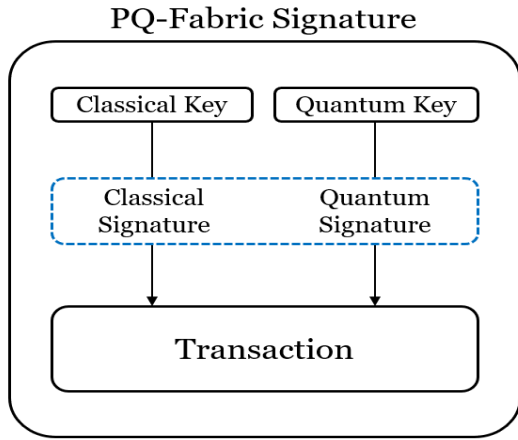 PQ-Fabric Signature
Classical Key
Quantum Key
Classical
Signature
Quantum
Signature
Transaction